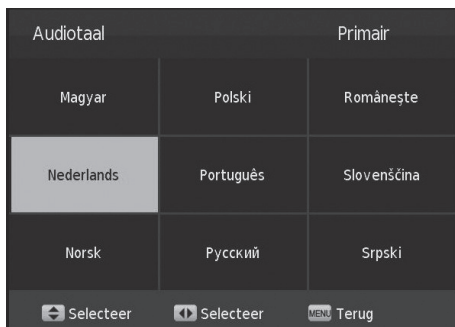 Audiotaal Primair
Magyar Polski Românește
Nederlands Português Slovenščina
Norsk Русский Srpski
Selecteer Selecteer MENU Terug